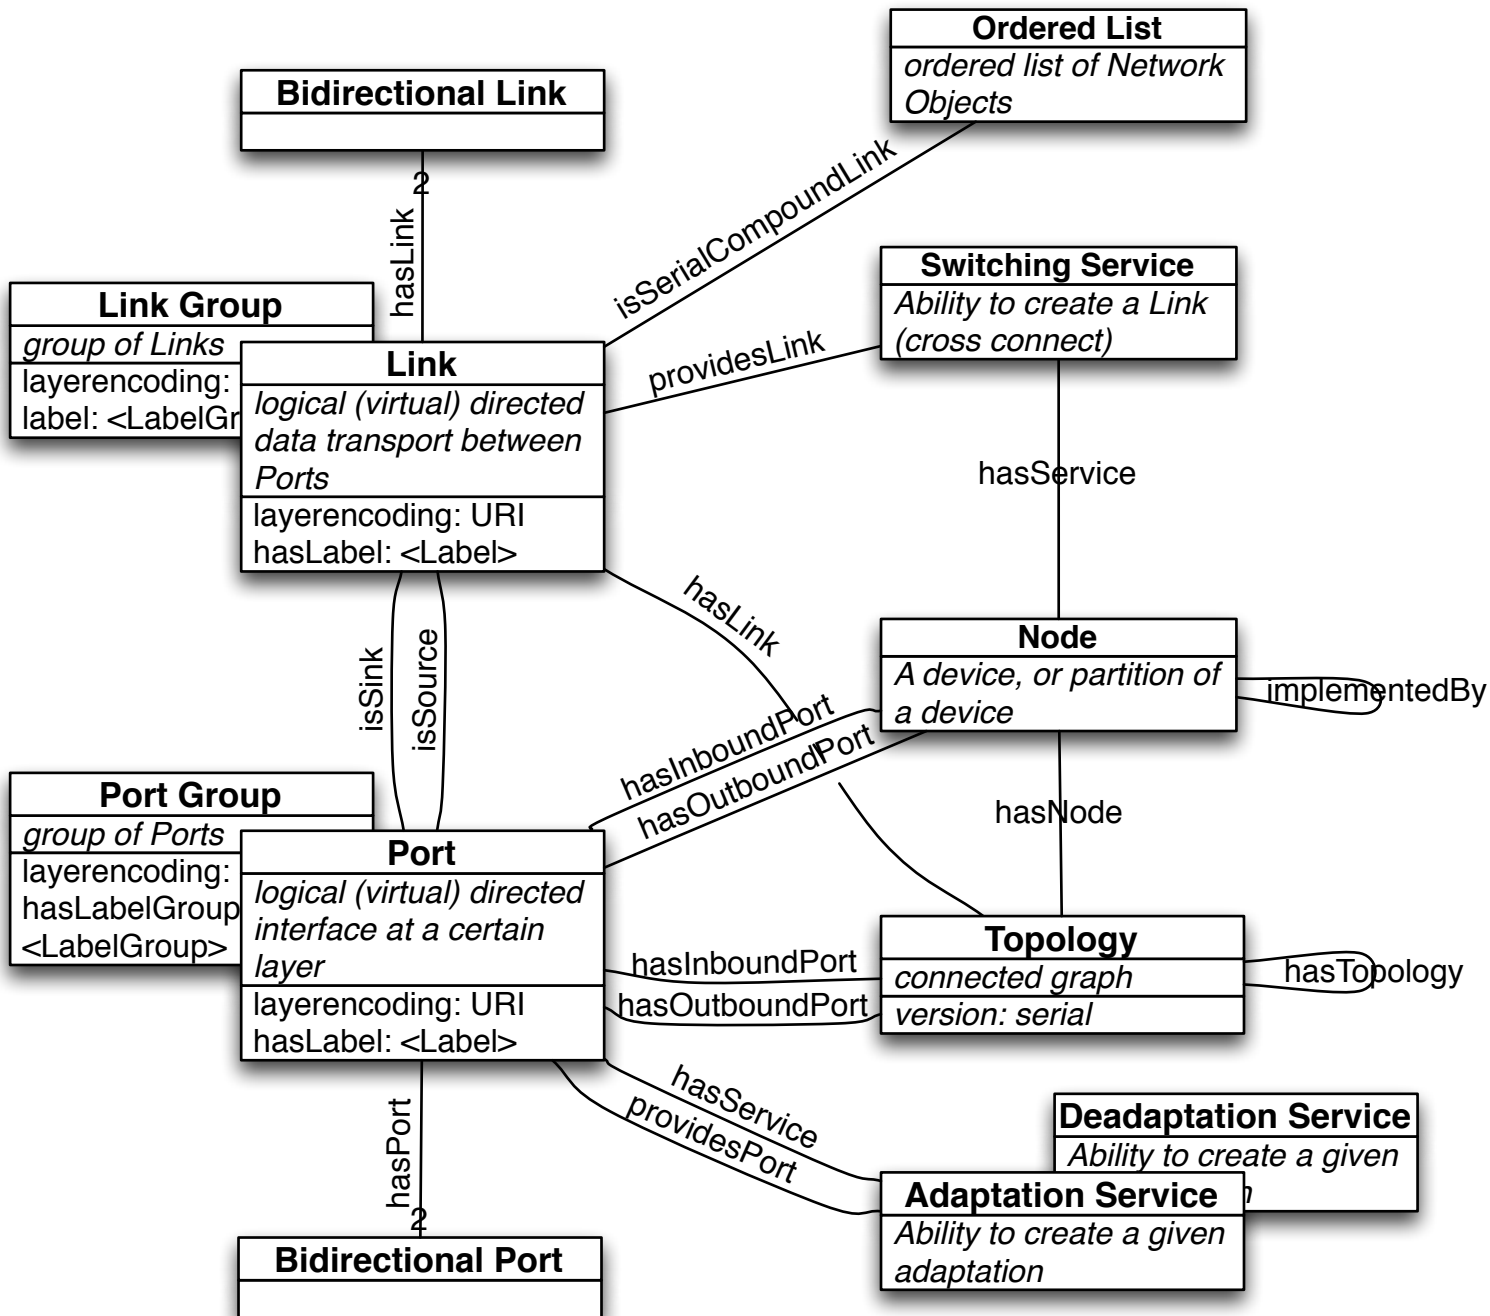 Ordered List
ordered list of Network
Objects
Bidirectional Link
2
hasLink
isSerialCompoundLink
Switching Service
Ability to create a Link
(cross connect)
providesLink
Link Group
group of Links
layerencoding:
label: <LabelGr
Link
logical (virtual) directed
data transport between
Ports
layerencoding: URI
hasLabel: <Label>
hasService
hasLink
isSink
isSource
Node
A device, or partition of
a device
implementedBy
hasInboundPort
hasOutboundPort
hasNode
Port Group
group of Ports
layerencoding:
hasLabelGroup
<LabelGroup>
Port
logical (virtual) directed
interface at a certain
layer
layerencoding: URI
hasLabel: <Label>
hasInboundPort
hasOutboundPort
Topology
connected graph
version: serial
hasTopology
hasService
providesPort
hasPort
2
Deadaptation Service
Ability to create a given
Adaptation Service
Ability to create a given
adaptation
Bidirectional Port